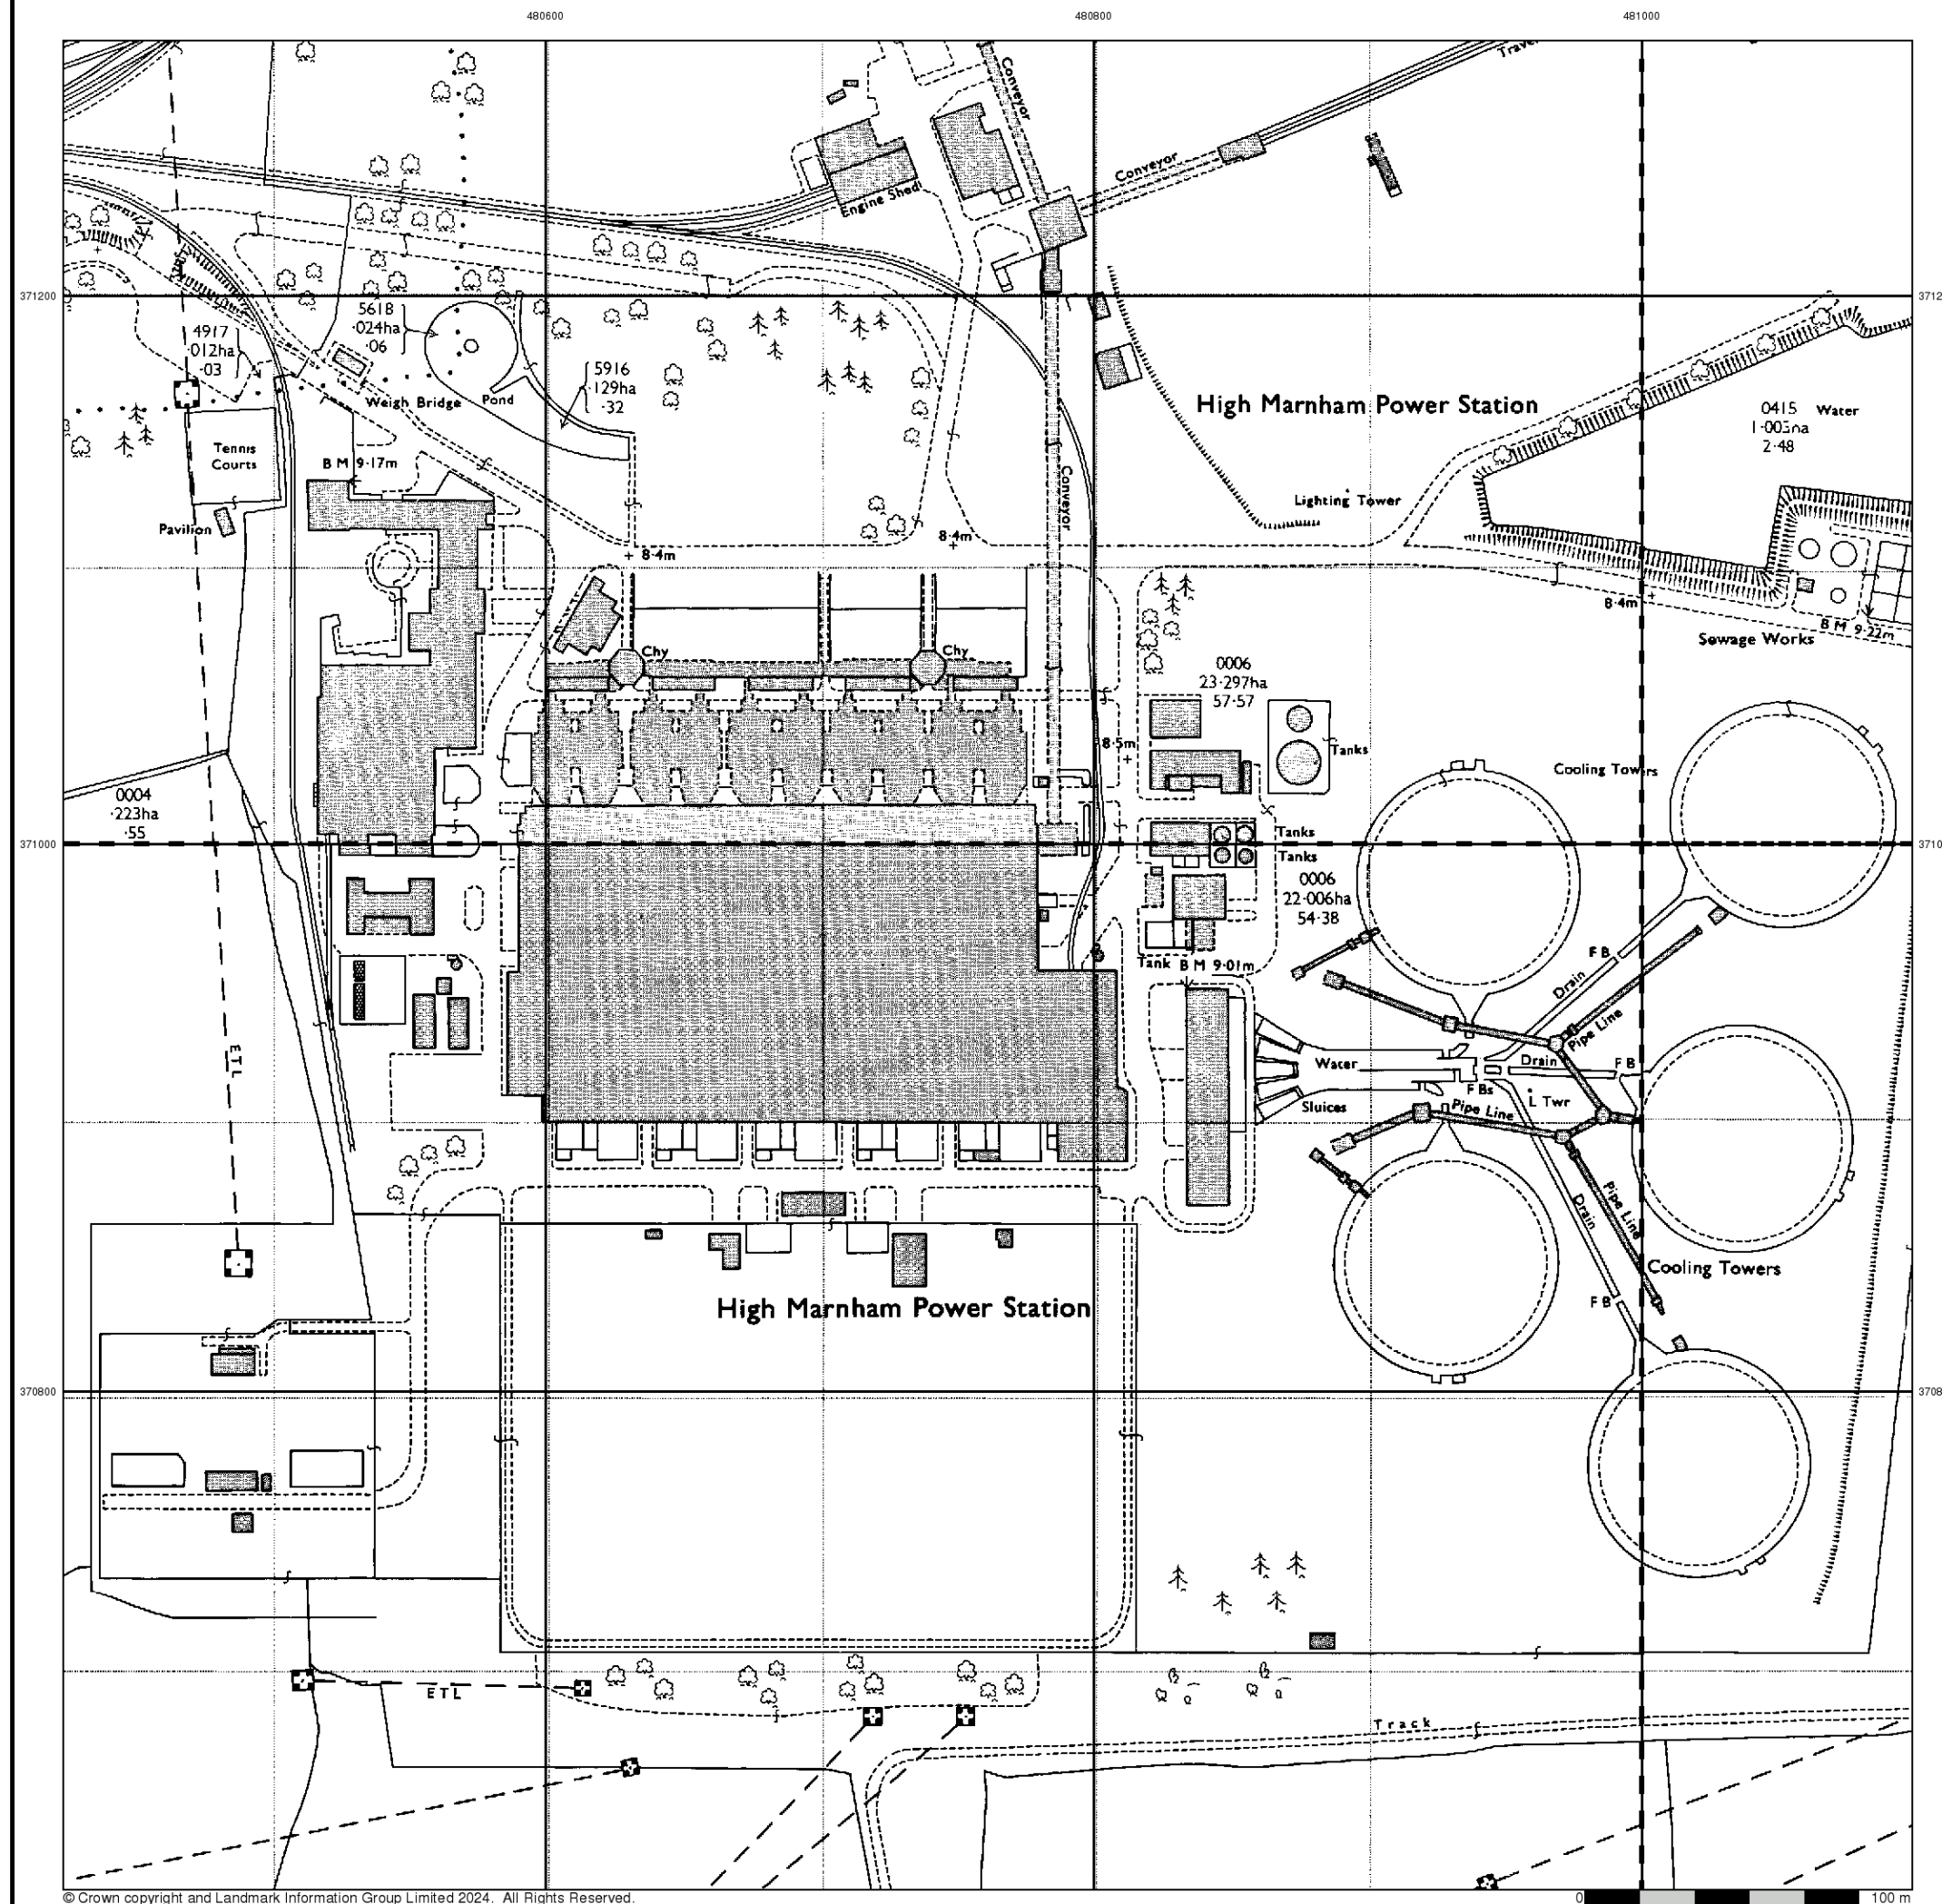 480600
480800
481000
Conveyor
Conveyor
Engine Shed
371200
3712
5618
·024ha
·06
4917
·012ha
·03
5916
·129ha
·32
Weigh Bridge
Pond
High Marnham Power Station
0415
Water
2·48
Tennis
Courts
B M 9·17m
Conveyor
Lighting Tower
Pavilion
8·4m
8·4m
8·4m
B M 9·22m
Sewage Works
Chy
Chy
0006
23·297ha
57·57
8·5m
Tanks
Cooling Towers
0004
·223ha
·55
Tanks
371000
3710
Tanks
0006
22·006ha
54·38
F B
Tank
B M 9·01m
Drain
Pipe Line
ETL
Water
Drain
F B
F Bs
L Twr
Sluices
Pipe Line
Pipe Line
Drain
Cooling Towers
F B
High Marnham Power Station
370800
3708
ETL
Track
© Crown copyright and Landmark Information Group Limited 2024. All Rights Reserved.
0
100 m